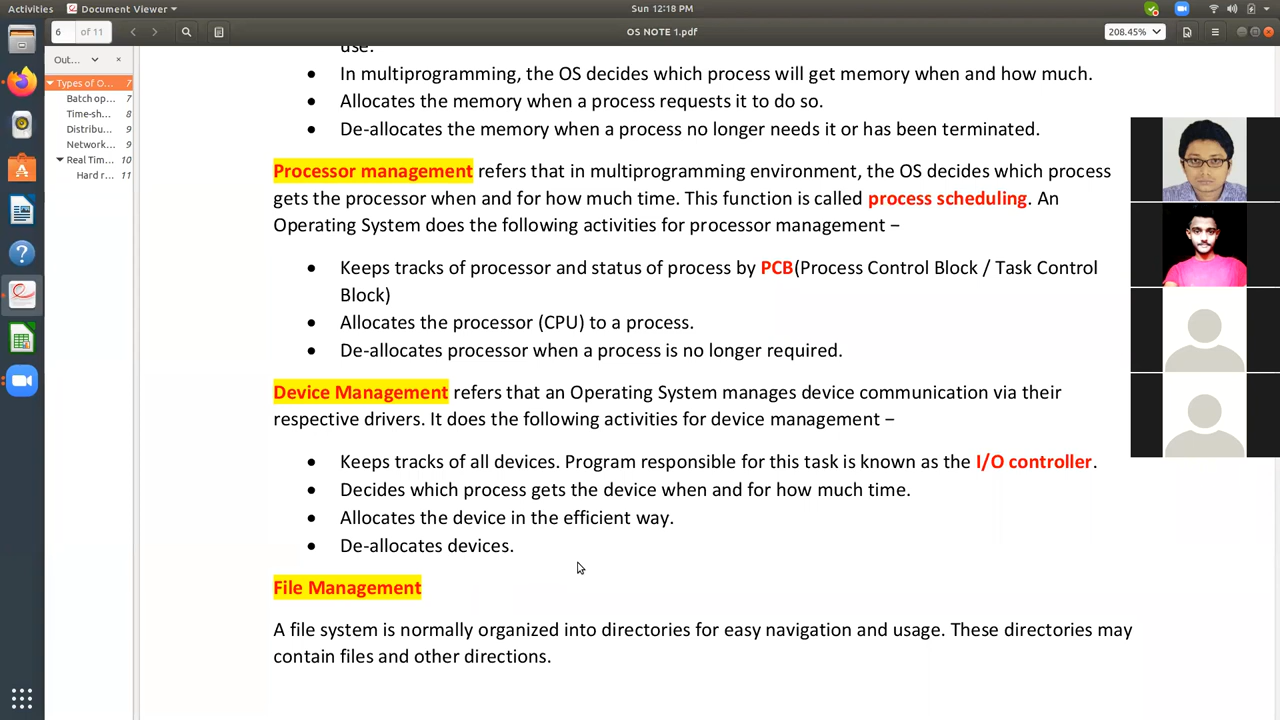 Activities
Document Viewer
Sun 12:18 PM
6
of 11
OS NOTE 1.pdf
208.45%
Out...
Types of O...
7
Batch op...
7
Time-sh...
8
Distribu...
9
Network...
9
Real Tim...
10
Hard r...
11
use.
• In multiprogramming, the OS decides which process will get memory when and how much.
• Allocates the memory when a process requests it to do so.
• De-allocates the memory when a process no longer needs it or has been terminated.
Processor management refers that in multiprogramming environment, the OS decides which process
gets the processor when and for how much time. This function is called process scheduling. An
Operating System does the following activities for processor management −
• Keeps tracks of processor and status of process by PCB(Process Control Block / Task Control
Block)
• Allocates the processor (CPU) to a process.
• De-allocates processor when a process is no longer required.
Device Management refers that an Operating System manages device communication via their
respective drivers. It does the following activities for device management −
• Keeps tracks of all devices. Program responsible for this task is known as the I/O controller.
• Decides which process gets the device when and for how much time.
• Allocates the device in the efficient way.
• De-allocates devices.
File Management
A file system is normally organized into directories for easy navigation and usage. These directories may
contain files and other directions.